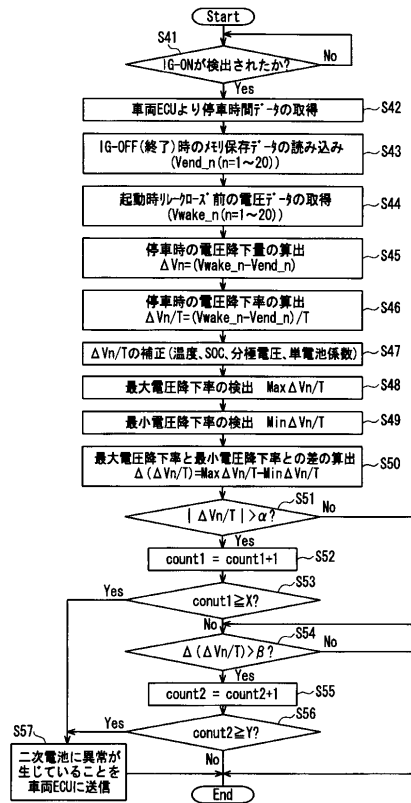 Start
S41
IG-ONが検出されたか?
No
Yes
車両ECUより停車時間データの取得
S42
IG-OFF(終了)時のメモリ保存データの読み込み
(Vend_n(n=1~20))
S43
起動時リレークローズ前の電圧データの取得
(Vwake_n(n=1~20))
S44
停車時の電圧降下量の算出
ΔVn=(Vwake_n-Vend_n)
S45
停車時の電圧降下率の算出
ΔVn/T=(Vwake_n-Vend_n)/T
S46
ΔVn/Tの補正(温度、SOC、分極電圧、単電池係数)
S47
最大電圧降下率の検出 MaxΔVn/T
S48
最小電圧降下率の検出 MinΔVn/T
S49
最大電圧降下率と最小電圧降下率との差の算出
Δ(ΔVn/T)=MaxΔVn/T-MinΔVn/T
S50
S51
|ΔVn/T|>α?
No
Yes
count1 = count1+1
S52
S53
Yes
conut1≧X?
No
S54
Δ(ΔVn/T)>β?
No
Yes
count2 = count2+1
S55
S56
S57
Yes
conut2≧Y?
No
二次電池に異常が
生じていることを
車両ECUに送信
End